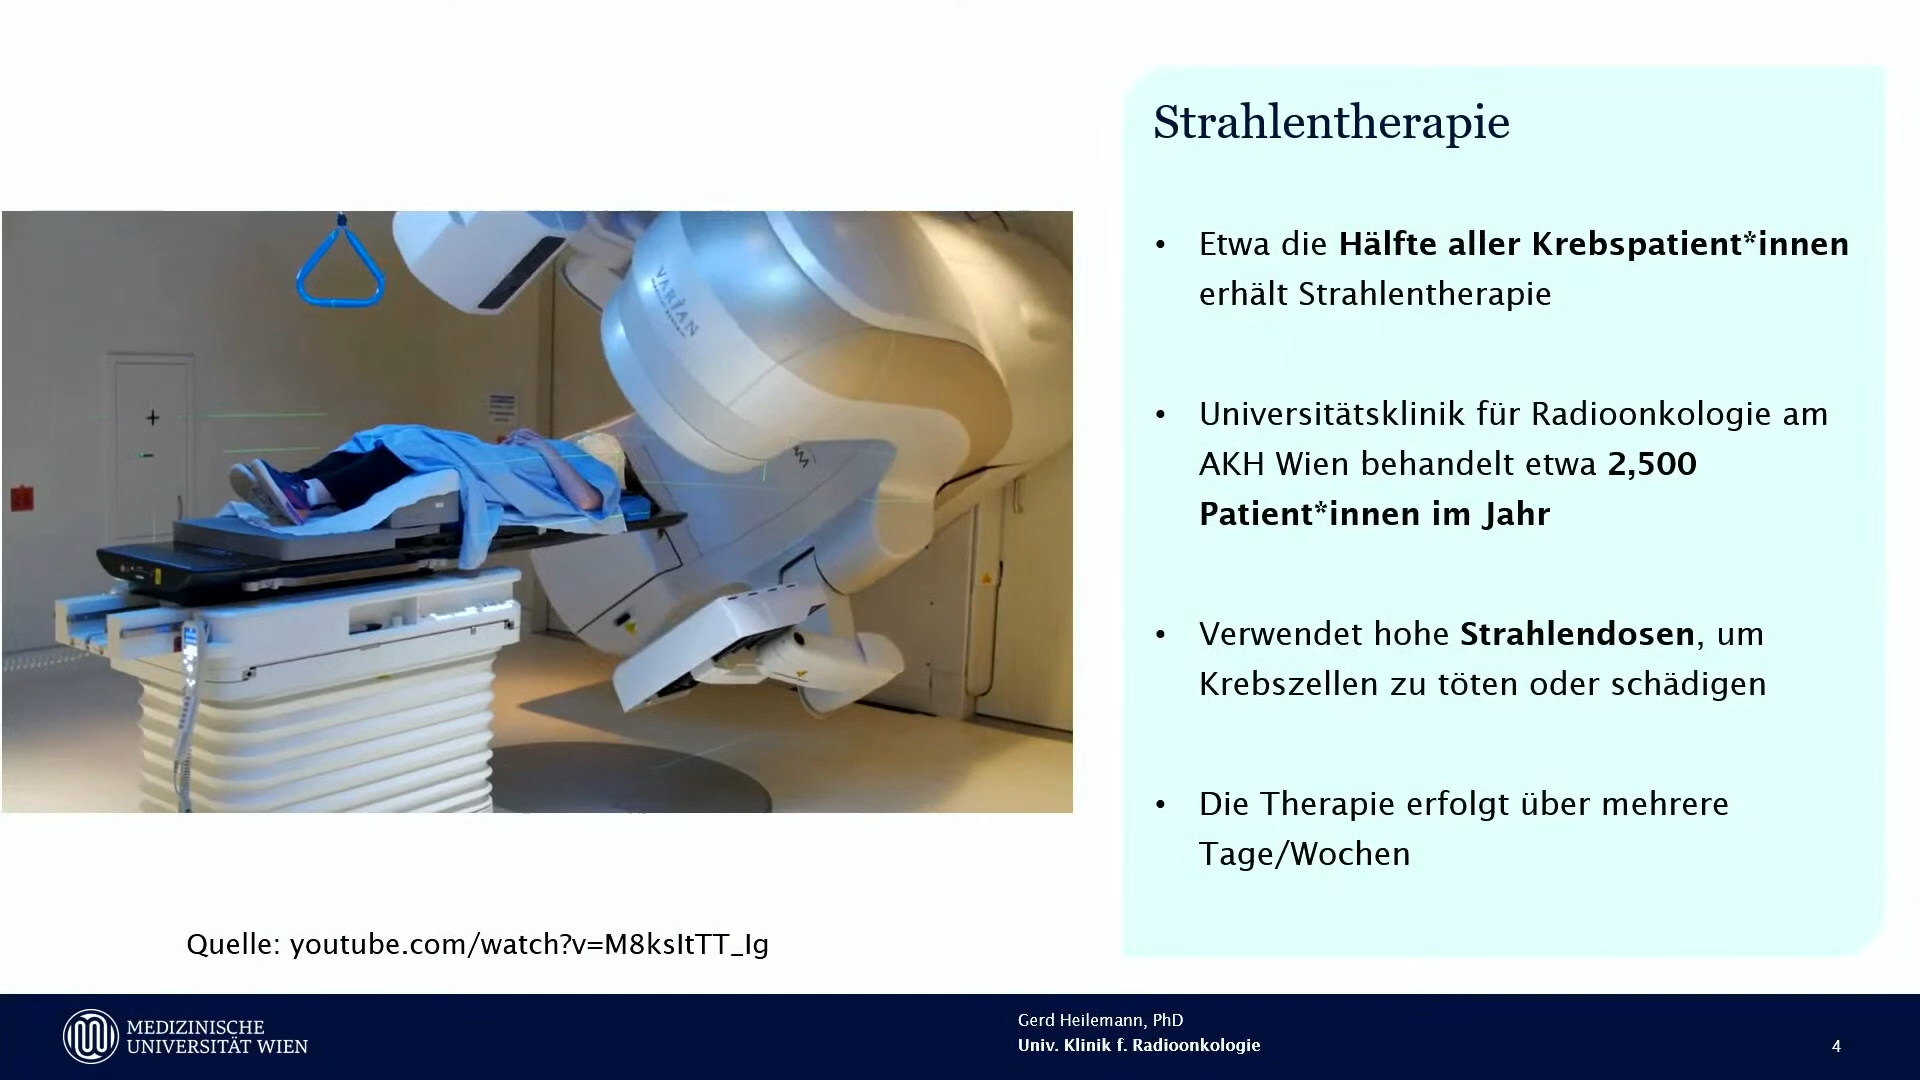 Strahlentherapie
• Etwa die Hälfte aller Krebspatient*innen
erhält Strahlentherapie
• Universitätsklinik für Radioonkologie am
AKH Wien behandelt etwa 2,500
Patient*innen im Jahr
• Verwendet hohe Strahlendosen, um
Krebszellen zu töten oder schädigen
• Die Therapie erfolgt über mehrere
Tage/Wochen
VARIAN
Quelle: youtube.com/watch?v=M8ksItTT_Ig
MEDIZINISCHE
UNIVERSITÄT WIEN
Gerd Heilemann, PhD
Univ. Klinik f. Radioonkologie
4